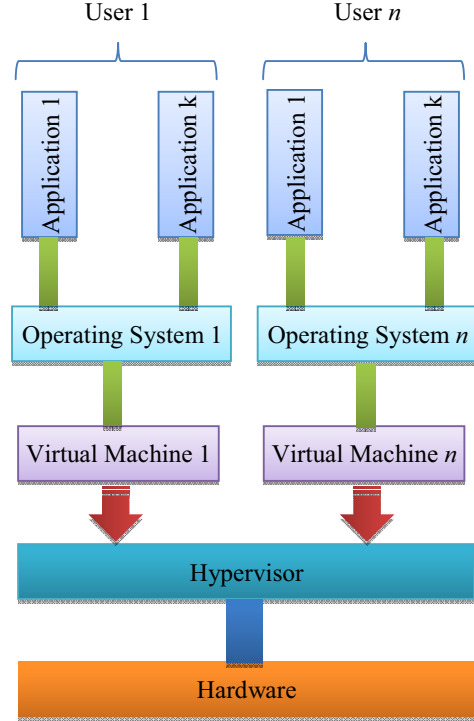 User 1
User n
Application 1
Application k
Application 1
Application k
Operating System 1
Operating System n
Virtual Machine 1
Virtual Machine n
Hypervisor
Hardware